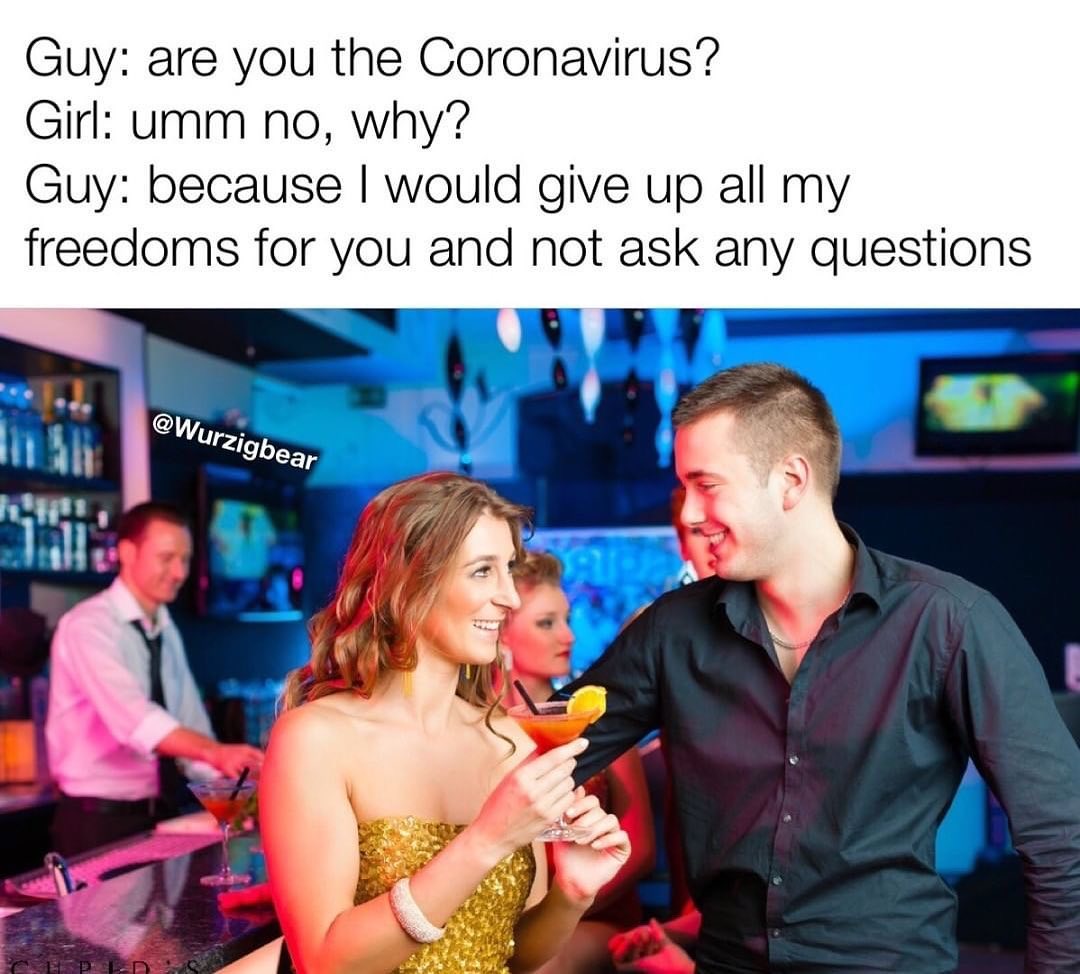 Guy: are you the Coronavirus?
Girl: umm no, why?
Guy: because I would give up all my
freedoms for you and not ask any questions
@Wurzigbear
CUPID'S